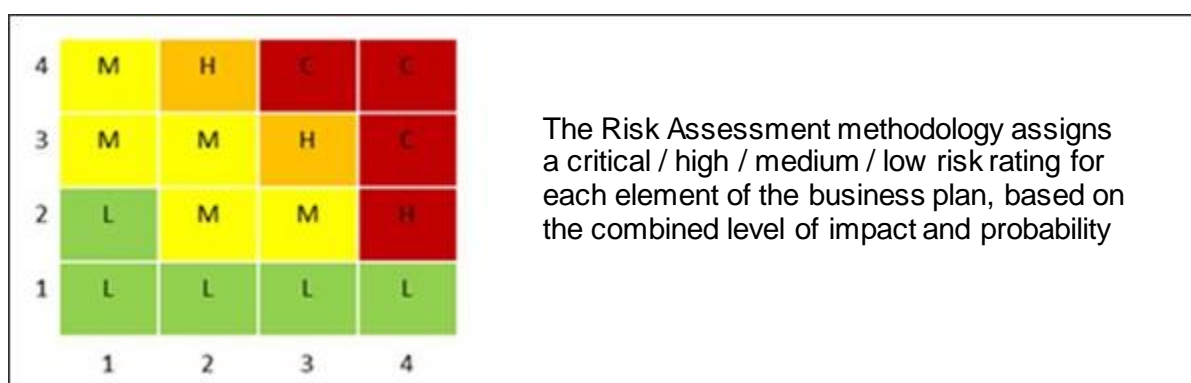 4 M H C C
3 M M H C
2 L M M H
1 L L L L
1 2 3 4
The Risk Assessment methodology assigns
a critical / high / medium / low risk rating for
each element of the business plan, based on
the combined level of impact and probability